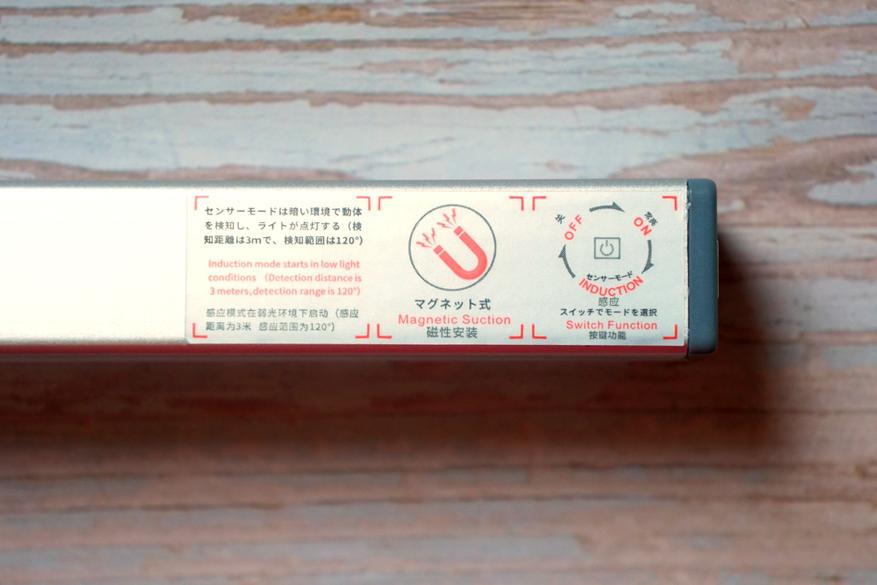 センサーモードは暗い環境で動体
を検知し、ライトが点灯する（検
知距離は3mで、検知範囲は120°）
Induction mode starts in low light
conditions （Detection distance is
3 meters,detection range is 120°）
感应模式在弱光环境下启动（感应
距离为3米 感应范围为120°）
マグネット式
Magnetic Suction
磁性安装
关
OFF
ON
常亮
センサーモード
INDUCTION
感应
スイッチでモードを選択
Switch Function
按键功能